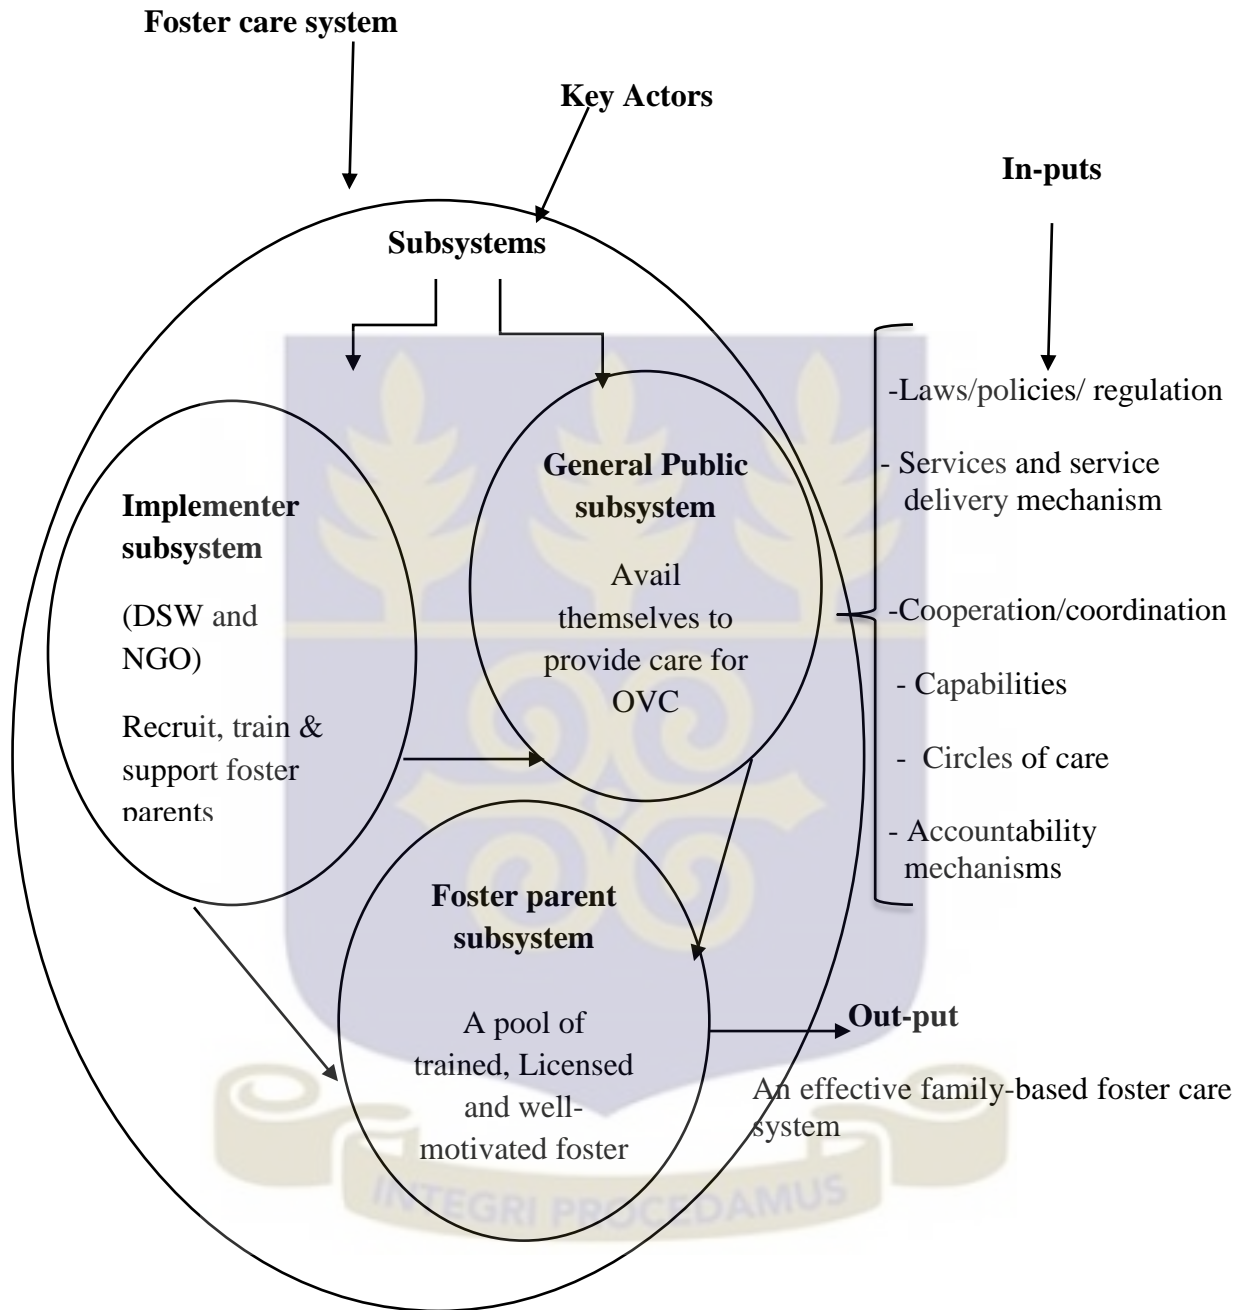 Foster care system
Key Actors
In-puts
Subsystems
Implementer
subsystem
(DSW and
NGO)
Recruit, train &
support foster
parents
General Public
subsystem
Avail
themselves to
provide care for
OVC
-Laws/policies/ regulation
- Services and service
delivery mechanism
-Cooperation/coordination
- Capabilities
- Circles of care
- Accountability
mechanisms
Foster parent
subsystem
A pool of
trained, Licensed
and well-
motivated foster
Out-put
An effective family-based foster care
system
INTEGRI PROCEDAMUS